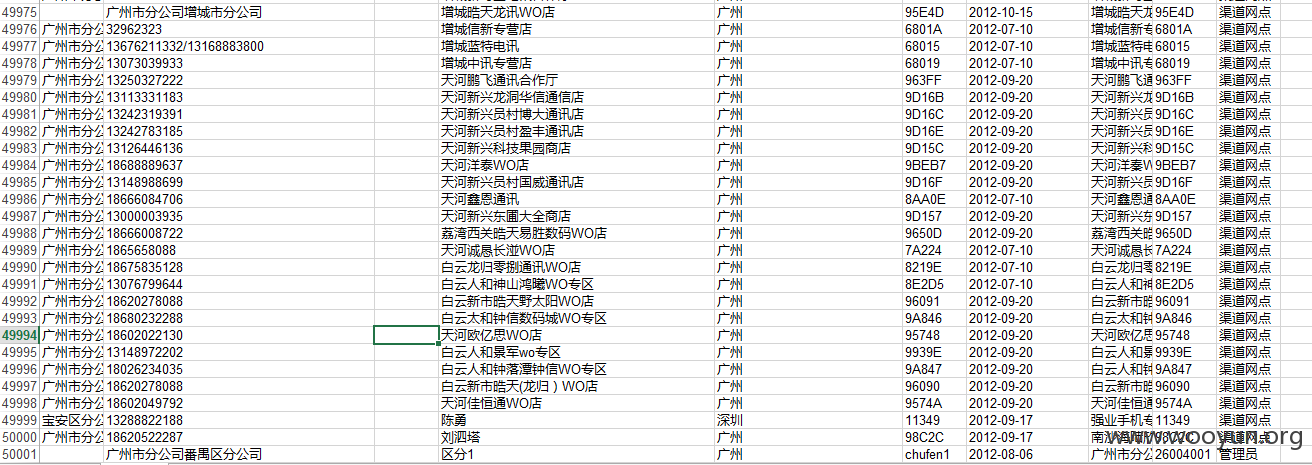 49975 广州市分公司增城市分公司 增城皓天龙讯WO店 广州 95E4D 2012-10-15 增城皓天龙 95E4D 渠道网点
49976 广州市分公 32962323 增城信新专营店 广州 6801A 2012-07-10 增城信新专 6801A 渠道网点
49977 广州市分公 13676211332/13168883800 增城蓝特电讯 广州 68015 2012-07-10 增城蓝特电 68015 渠道网点
49978 广州市分公 13073039933 增城中讯专营店 广州 68019 2012-07-10 增城中讯专 68019 渠道网点
49979 广州市分公 13250327222 天河鹏飞通讯合作厅 广州 963FF 2012-09-20 天河鹏飞通 963FF 渠道网点
49980 广州市分公 13113331183 天河新兴龙洞华信通信店 广州 9D16B 2012-09-20 天河新兴龙 9D16B 渠道网点
49981 广州市分公 13242319391 天河新兴员村博大通讯店 广州 9D16C 2012-09-20 天河新兴员 9D16C 渠道网点
49982 广州市分公 13242783185 天河新兴员村盈丰通讯店 广州 9D16E 2012-09-20 天河新兴员 9D16E 渠道网点
49983 广州市分公 13126446136 天河新兴科技果园商店 广州 9D15C 2012-09-20 天河新兴科 9D15C 渠道网点
49984 广州市分公 18688889637 天河洋泰WO店 广州 9BEB7 2012-09-20 天河洋泰W 9BEB7 渠道网点
49985 广州市分公 13148988699 天河新兴员村国威通讯店 广州 9D16F 2012-09-20 天河新兴员 9D16F 渠道网点
49986 广州市分公 18666084706 天河鑫恩通讯 广州 8AA0E 2012-07-10 天河鑫恩通 8AA0E 渠道网点
49987 广州市分公 13000003935 天河新兴东圃大全商店 广州 9D157 2012-09-20 天河新兴东 9D157 渠道网点
49988 广州市分公 18666008722 荔湾西关皓天易胜数码WO店 广州 9650D 2012-09-20 荔湾西关皓 9650D 渠道网点
49989 广州市分公 1865658088 天河诚恳长湴WO店 广州 7A224 2012-07-10 天河诚恳长 7A224 渠道网点
49990 广州市分公 18675835128 白云龙归零捌通讯WO店 广州 8219E 2012-07-10 白云龙归零 8219E 渠道网点
49991 广州市分公 13076799644 白云人和神山鸿曦WO专区 广州 8E2D5 2012-07-10 白云人和神 8E2D5 渠道网点
49992 广州市分公 18620278088 白云新市皓天野太阳WO店 广州 96091 2012-09-20 白云新市皓 96091 渠道网点
49993 广州市分公 18680232288 白云太和钟信数码城WO专区 广州 9A846 2012-09-20 白云太和钟 9A846 渠道网点
49994 广州市分公 18602022130 天河欧亿思WO店 广州 95748 2012-09-20 天河欧亿思 95748 渠道网点
49995 广州市分公 13148972202 白云人和景军wo专区 广州 9939E 2012-09-20 白云人和景 9939E 渠道网点
49996 广州市分公 18026234035 白云人和钟落潭钟信WO专区 广州 9A847 2012-09-20 白云人和钟 9A847 渠道网点
49997 广州市分公 18620278088 白云新市皓天(龙归）WO店 广州 96090 2012-09-20 白云新市皓 96090 渠道网点
49998 广州市分公 18602049792 天河佳恒通WO店 广州 9574A 2012-09-20 天河佳恒通 9574A 渠道网点
49999 宝安区分公 13288822188 陈勇 深圳 11349 2012-09-17 强业手机专 11349 渠道网点
50000 广州市分公 18620522287 刘泗塔 广州 98C2C 2012-09-17 98C2C 渠道网点
50001 广州市分公司番禺区分公司 区分1 广州 chufen1 2012-08-06 广州市分公 26004001 管理员
www.wooyun.org